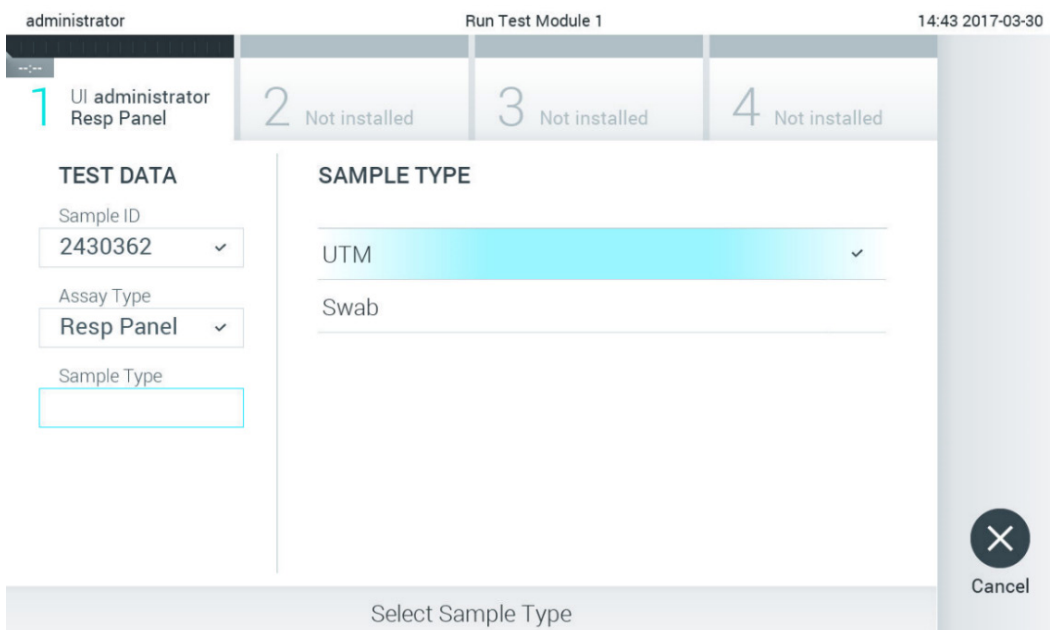 administrator
Run Test Module 1
14:43 2017-03-30
--:--
1
UI administrator
Resp Panel
2 Not installed
3 Not installed
4 Not installed
TEST DATA
Sample ID
2430362
Assay Type
Resp Panel
Sample Type
SAMPLE TYPE
UTM
Swab
Cancel
Select Sample Type